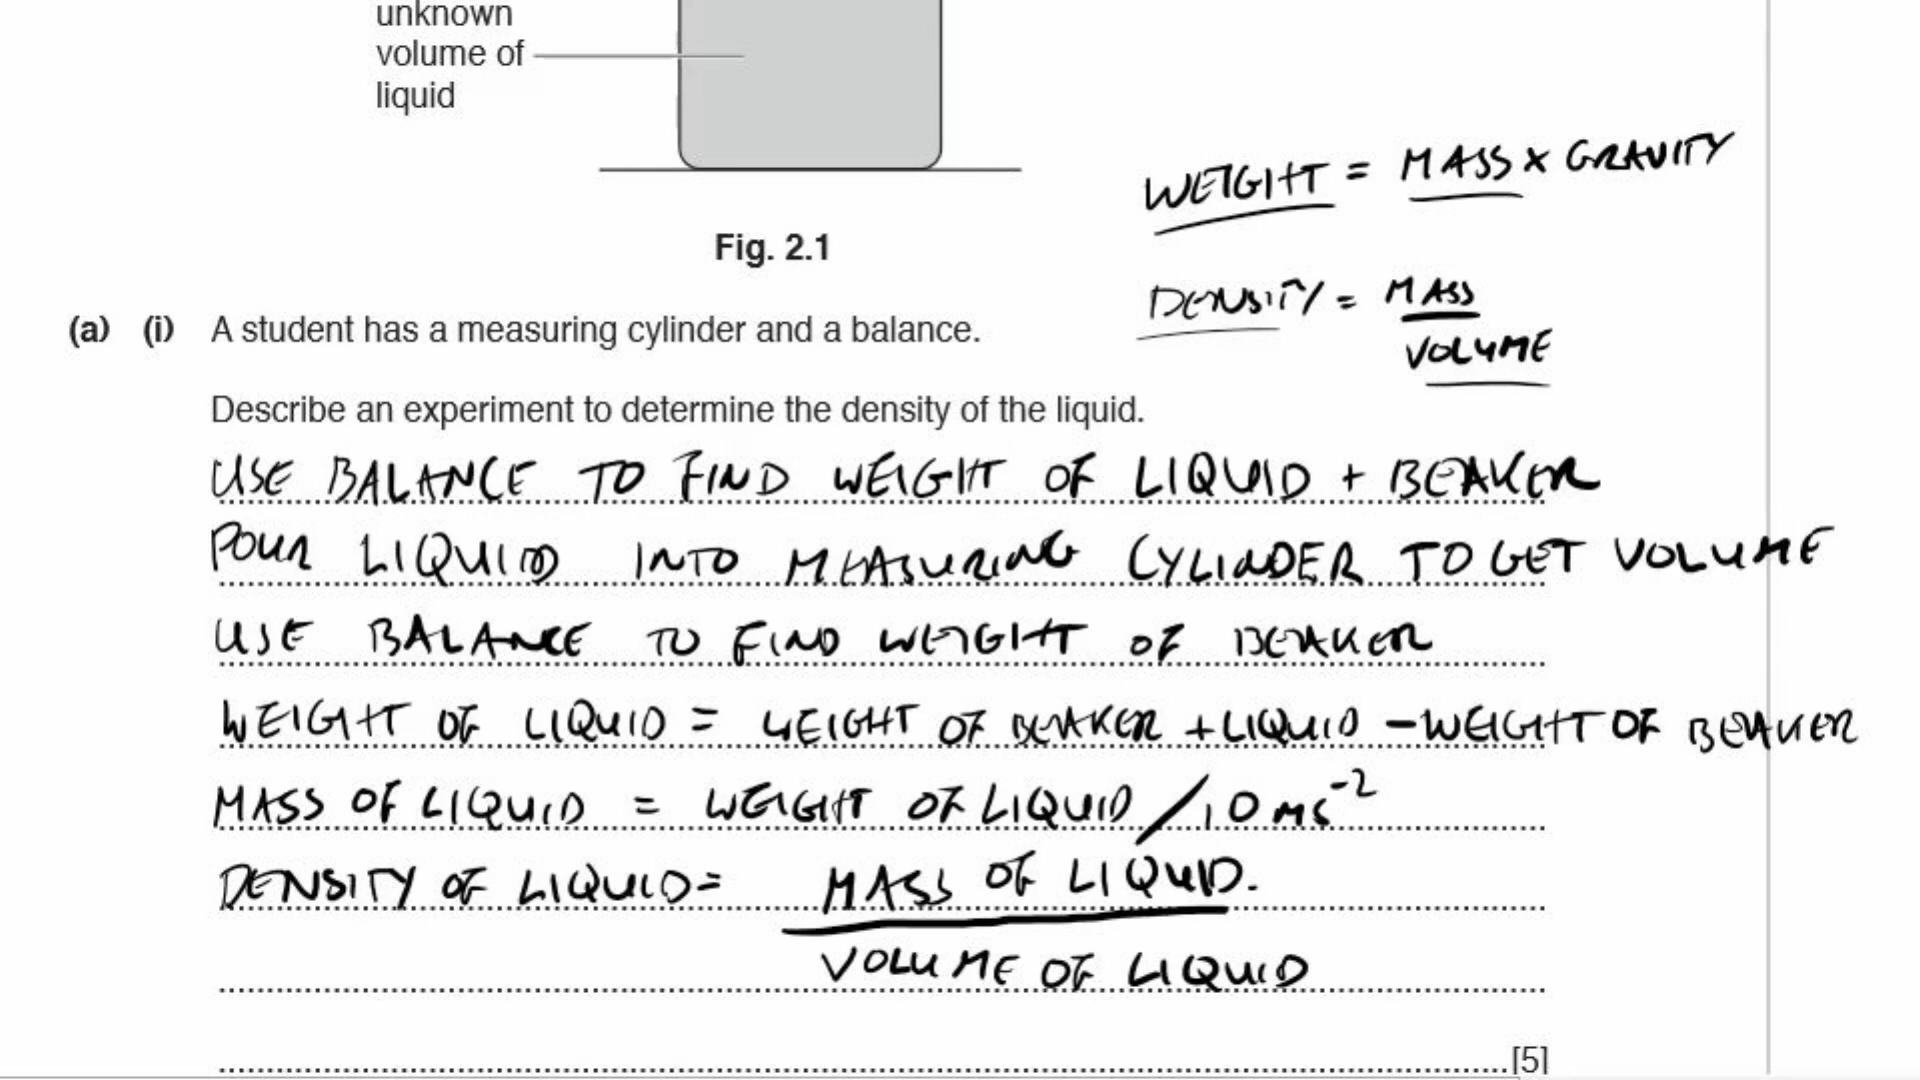 unknown
volume of
liquid
WEIGHT = MASS × GRAVITY
Fig. 2.1
DENSITY = MASS
VOLUME
(a) (i) A student has a measuring cylinder and a balance.
Describe an experiment to determine the density of the liquid.
USE BALANCE TO FIND WEIGHT OF LIQUID + BEAKER
POUR LIQUID INTO MEASURING CYLINDER TO GET VOLUME
USE BALANCE TO FIND WEIGHT OF BEAKER
WEIGHT OF LIQUID = WEIGHT OF BEAKER + LIQUID - WEIGHT OF BEAKER
MASS OF LIQUID = WEIGHT OF LIQUID / 10 ms⁻²
DENSITY OF LIQUID = MASS OF LIQUID.
VOLUME OF LIQUID
[5]